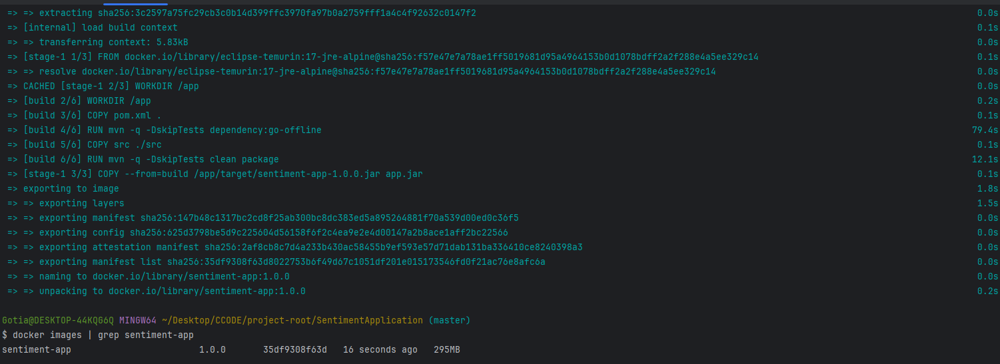 => => extracting sha256:3c2597a75fc29cb3c0b14d399ffc3970fa97b0a2759fff1a4c4f92632c0147f2 0.0s
=> [internal] load build context 0.1s
=> => transferring context: 5.83kB 0.0s
=> [stage-1 1/3] FROM docker.io/library/eclipse-temurin:17-jre-alpine@sha256:f57e47e7a78ae1ff5019681d95a4964153b0d1078bdff2a2f288e4a5ee329c14 0.1s
=> => resolve docker.io/library/eclipse-temurin:17-jre-alpine@sha256:f57e47e7a78ae1ff5019681d95a4964153b0d1078bdff2a2f288e4a5ee329c14 0.0s
=> CACHED [stage-1 2/3] WORKDIR /app 0.0s
=> [build 2/6] WORKDIR /app 0.2s
=> [build 3/6] COPY pom.xml . 0.1s
=> [build 4/6] RUN mvn -q -DskipTests dependency:go-offline 79.4s
=> [build 5/6] COPY src ./src 0.1s
=> [build 6/6] RUN mvn -q -DskipTests clean package 12.1s
=> [stage-1 3/3] COPY --from=build /app/target/sentiment-app-1.0.0.jar app.jar 0.1s
=> exporting to image 1.8s
=> => exporting layers 1.5s
=> => exporting manifest sha256:147b48c1317bc2cd8f25ab300bc8dc383ed5a895264881f70a539d00ed0c36f5 0.0s
=> => exporting config sha256:625d3798be5d9c225604d56158f6f2c4ea9e2e4d00147a2b8ace1aff2bc22566 0.0s
=> => exporting attestation manifest sha256:2af8cb8c7d4a233b430ac58455b9ef593e57d71dab131ba336410ce8240398a3 0.0s
=> => exporting manifest list sha256:35df9308f63d8022753b6f49d67c1051df201e015173546fd0f21ac76e8afc6a 0.0s
=> => naming to docker.io/library/sentiment-app:1.0.0 0.0s
=> => unpacking to docker.io/library/sentiment-app:1.0.0 0.2s
Gotia@DESKTOP-44KQG6Q MINGW64 ~/Desktop/CCODE/project-root/SentimentApplication (master)
$ docker images | grep sentiment-app
sentiment-app 1.0.0 35df9308f63d 16 seconds ago 295MB